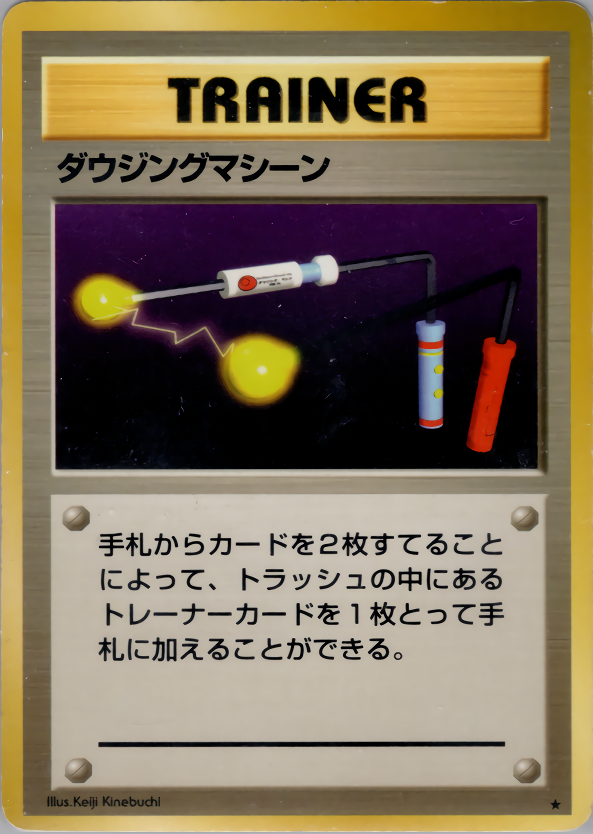 TRAINER
ダウジングマシーン
手札からカードを2枚すてること
によって、トラッシュの中にある
トレーナーカードを1枚とって手
札に加えることができる。
Illus.Keiji Kinebuchi